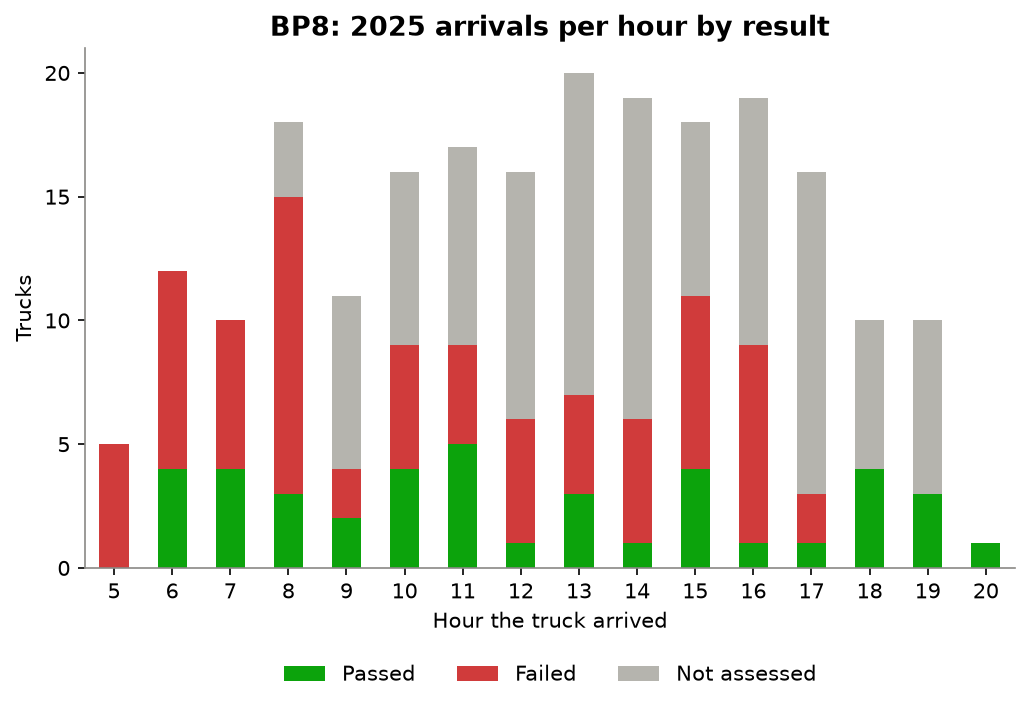 BP8: 2025 arrivals per hour by result
Trucks
20
15
10
5
0
5 6 7 8 9 10 11 12 13 14 15 16 17 18 19 20
Hour the truck arrived
Passed Failed Not assessed